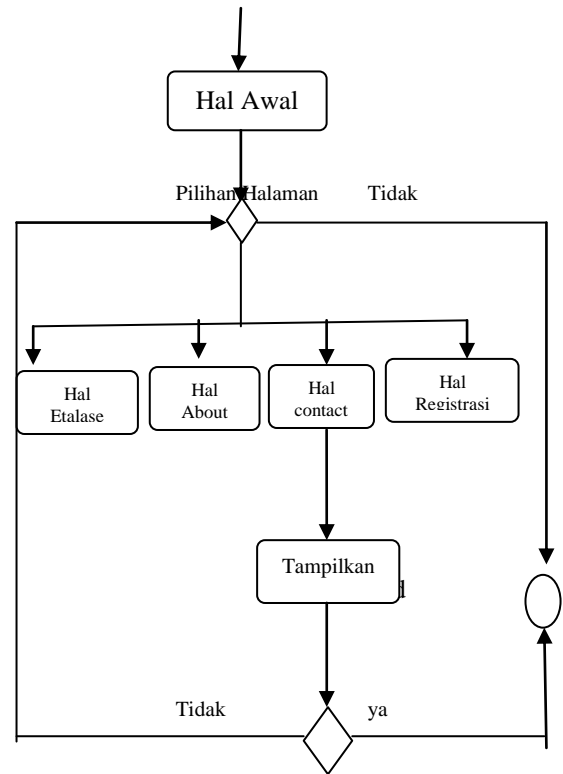 Hal Awal
Pilihan Halaman
Tidak
Hal
Etalase
Hal
About
Hal
contact
Hal
Registrasi
Tampilkan
Tidak
ya